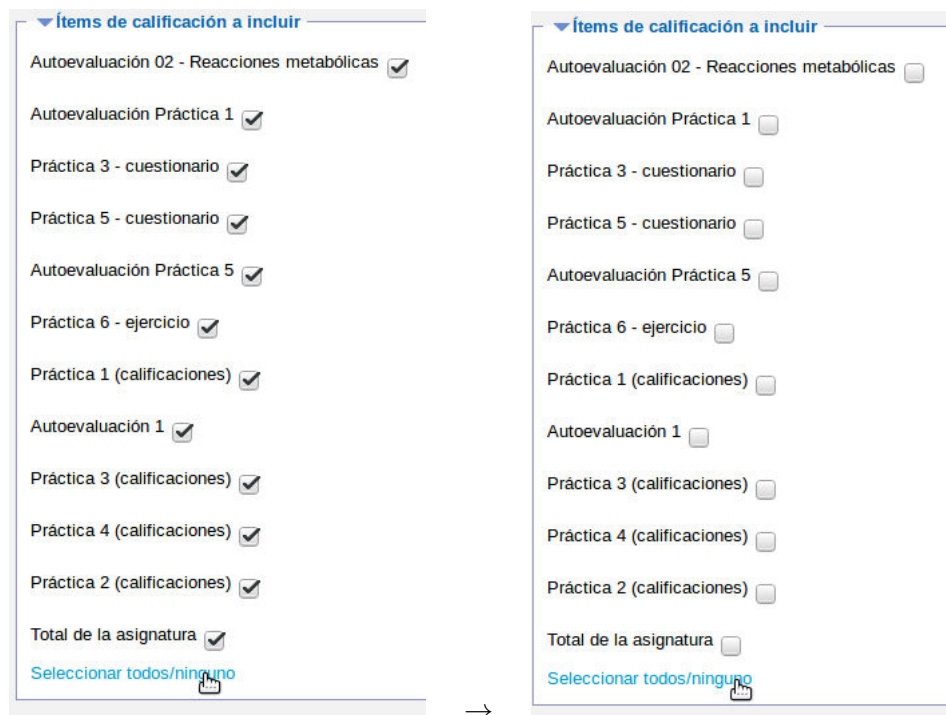 Ítems de calificación a incluir
Autoevaluación 02 - Reacciones metabólicas
Autoevaluación Práctica 1
Práctica 3 - cuestionario
Práctica 5 - cuestionario
Autoevaluación Práctica 5
Práctica 6 - ejercicio
Práctica 1 (calificaciones)
Autoevaluación 1
Práctica 3 (calificaciones)
Práctica 4 (calificaciones)
Práctica 2 (calificaciones)
Total de la asignatura
Seleccionar todos/ninguno
→
Ítems de calificación a incluir
Autoevaluación 02 - Reacciones metabólicas
Autoevaluación Práctica 1
Práctica 3 - cuestionario
Práctica 5 - cuestionario
Autoevaluación Práctica 5
Práctica 6 - ejercicio
Práctica 1 (calificaciones)
Autoevaluación 1
Práctica 3 (calificaciones)
Práctica 4 (calificaciones)
Práctica 2 (calificaciones)
Total de la asignatura
Seleccionar todos/ninguno